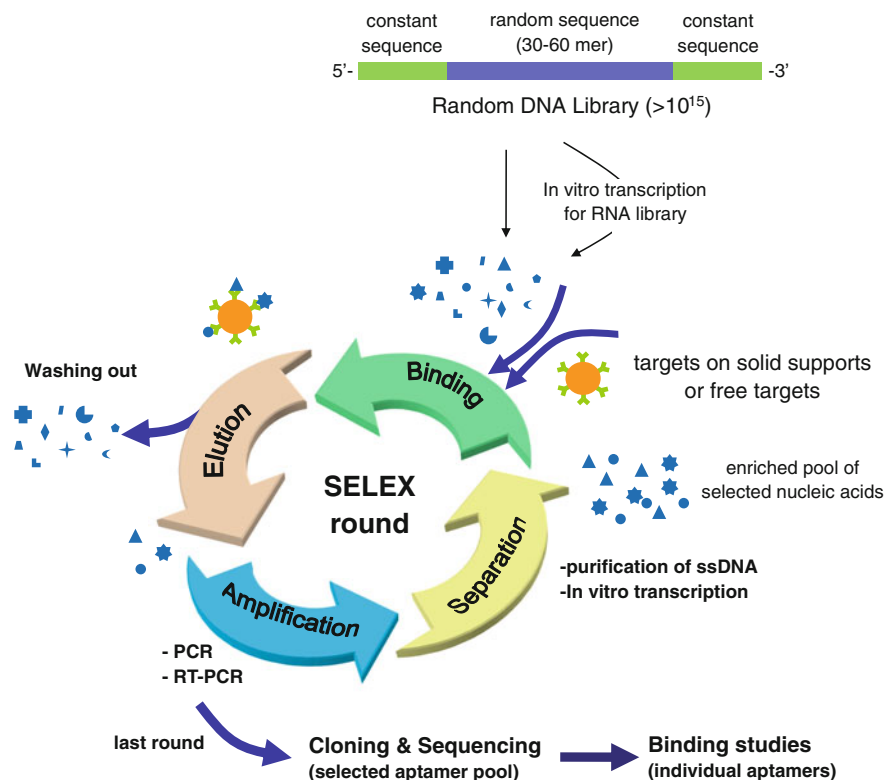 constant sequence
random sequence (30-60 mer)
constant sequence
5'-
-3'
Random DNA Library (>10¹⁵)
In vitro transcription
for RNA library
Washing out
Binding
targets on solid supports
or free targets
Elution
SELEX
round
enriched pool of
selected nucleic acids
Separation
-purification of ssDNA
-In vitro transcription
Amplification
- PCR
- RT-PCR
last round
Cloning & Sequencing
(selected aptamer pool)
Binding studies
(individual aptamers)